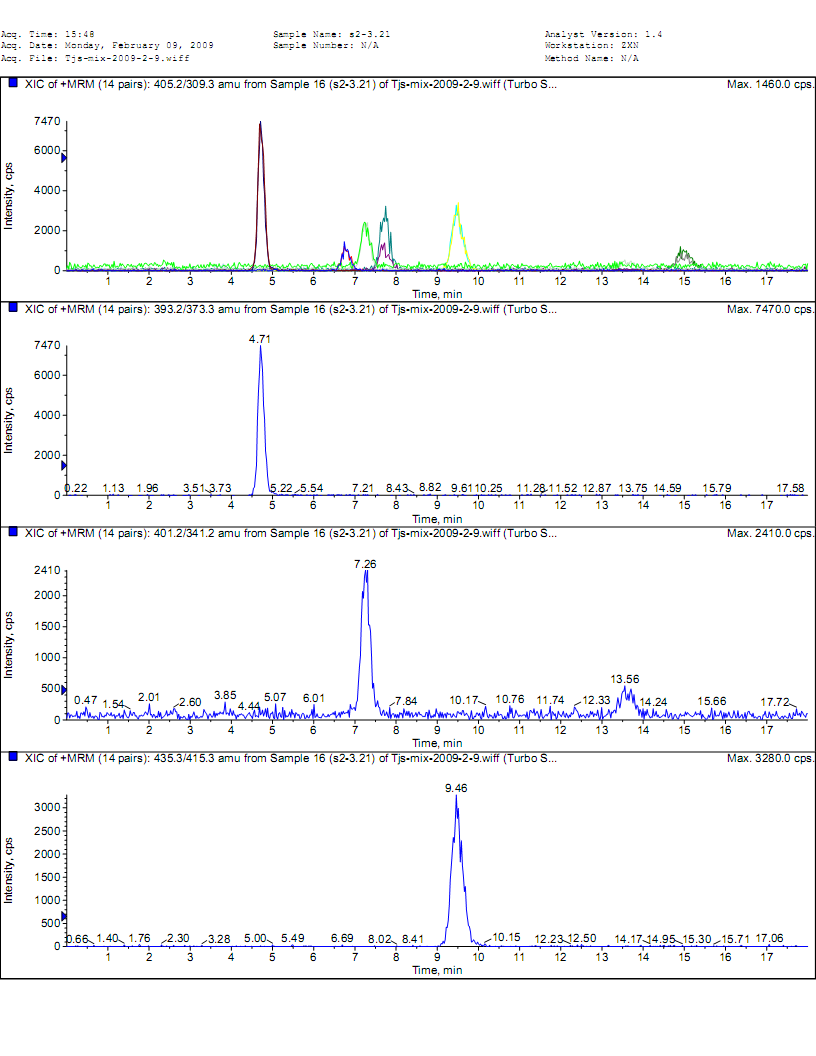 Acq. Time: 15:48 Sample Name: s2-3.21 Analyst Version: 1.4
Acq. Date: Monday, February 09, 2009 Sample Number: N/A Workstation: ZXN
Acq. File: Tjs-mix-2009-2-9.wiff Method Name: N/A
XIC of +MRM (14 pairs): 405.2/309.3 amu from Sample 16 (s2-3.21) of Tjs-mix-2009-2-9.wiff (Turbo S... Max. 1460.0 cps.
7470
6000
4000
2000
0
Intensity, cps
1 2 3 4 5 6 7 8 9 10 11 12 13 14 15 16 17
Time, min
XIC of +MRM (14 pairs): 393.2/373.3 amu from Sample 16 (s2-3.21) of Tjs-mix-2009-2-9.wiff (Turbo S... Max. 7470.0 cps.
4.71
7470
6000
4000
2000
0
Intensity, cps
0.22 1.13 1.96 3.51 3.73 5.22 5.54 7.21 8.43 8.82 9.61 10.25 11.28 11.52 12.87 13.75 14.59 15.79 17.58
1 2 3 4 5 6 7 8 9 10 11 12 13 14 15 16 17
Time, min
XIC of +MRM (14 pairs): 401.2/341.2 amu from Sample 16 (s2-3.21) of Tjs-mix-2009-2-9.wiff (Turbo S... Max. 2410.0 cps.
7.26
2410
2000
1500
1000
500
0
Intensity, cps
13.56
0.47 1.54 2.01 2.60 3.85 4.44 5.07 6.01 7.84 10.17 10.76 11.74 12.33 14.24 15.66 17.72
1 2 3 4 5 6 7 8 9 10 11 12 13 14 15 16 17
Time, min
XIC of +MRM (14 pairs): 435.3/415.3 amu from Sample 16 (s2-3.21) of Tjs-mix-2009-2-9.wiff (Turbo S... Max. 3280.0 cps.
9.46
3000
2500
2000
1500
1000
500
0
Intensity, cps
0.66 1.40 1.76 2.30 3.28 5.00 5.49 6.69 8.02 8.41 10.15 12.23 12.50 14.17 14.95 15.30 15.71 17.06
1 2 3 4 5 6 7 8 9 10 11 12 13 14 15 16 17
Time, min